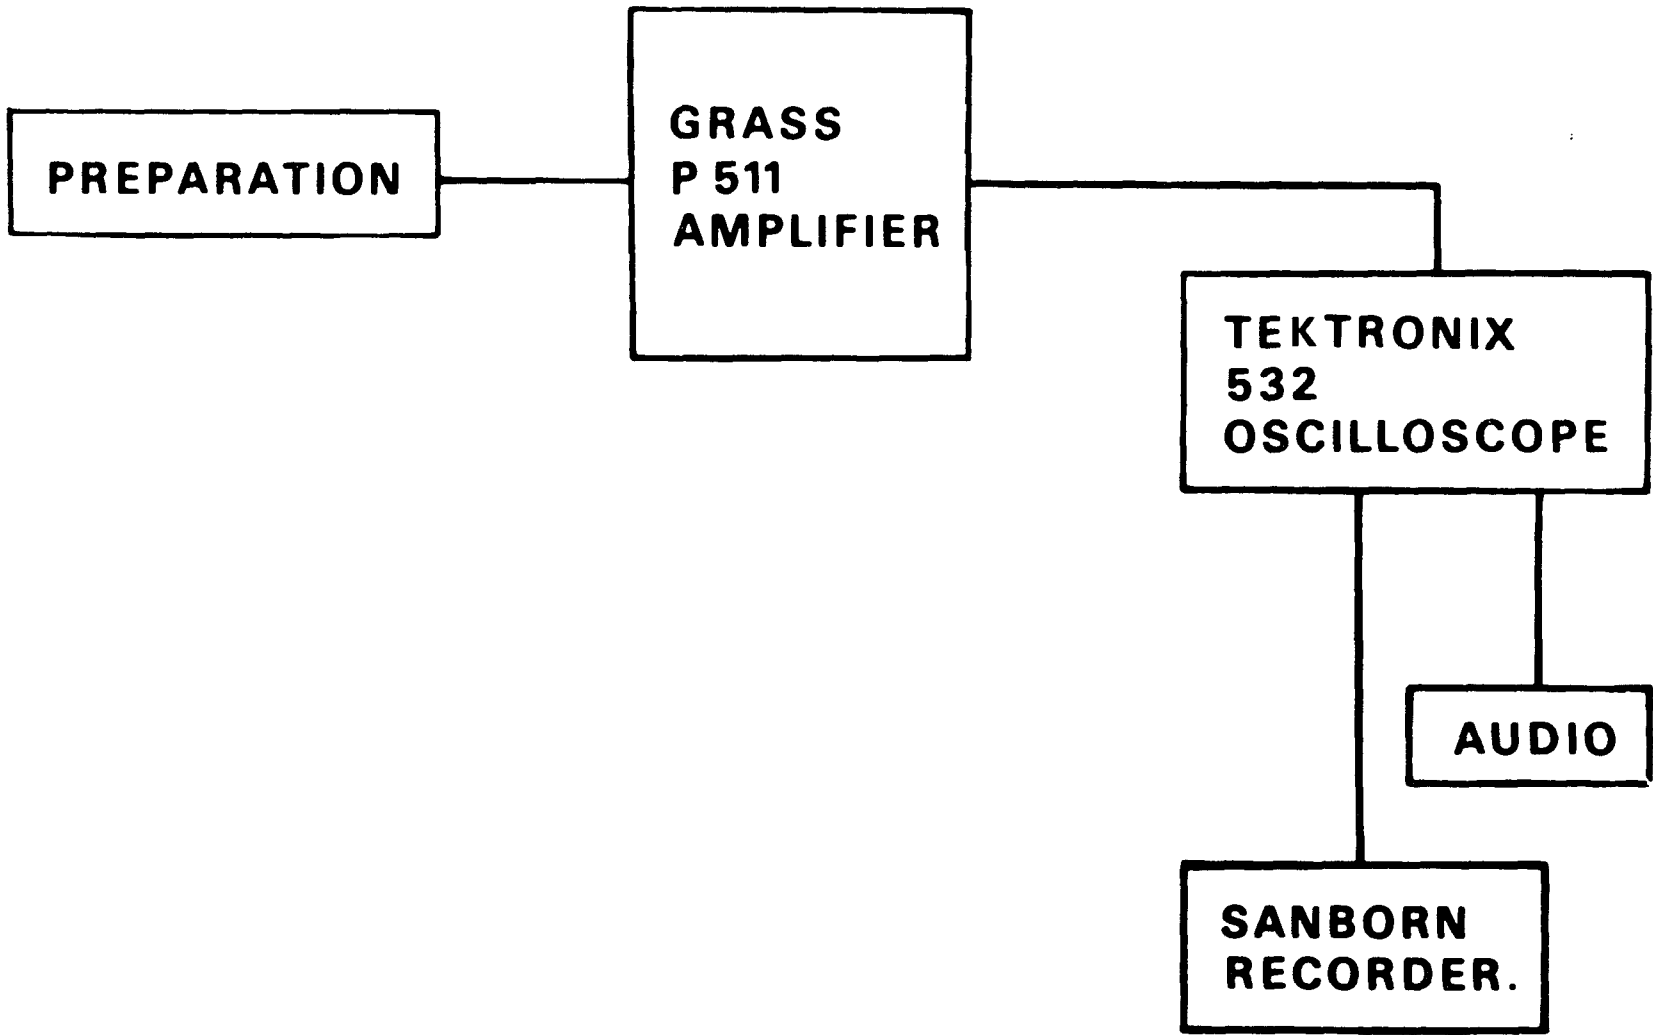 PREPARATION
GRASS
P 511
AMPLIFIER
TEKTRONIX
532
OSCILLOSCOPE
AUDIO
SANBORN
RECORDER.